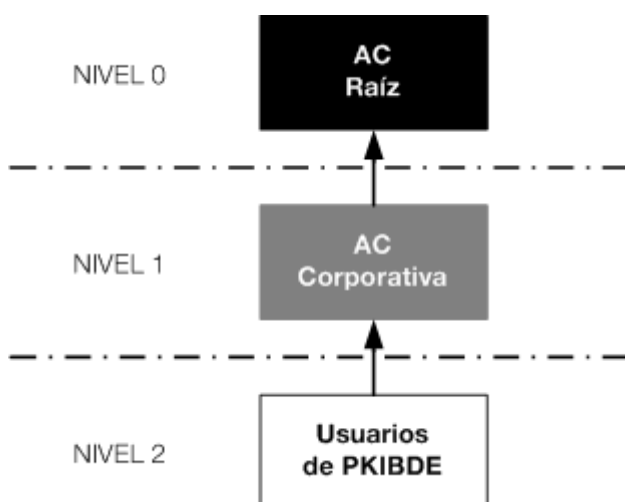 NIVEL 0
AC
Raíz
NIVEL 1
AC
Corporativa
NIVEL 2
Usuarios
de PKIBDE